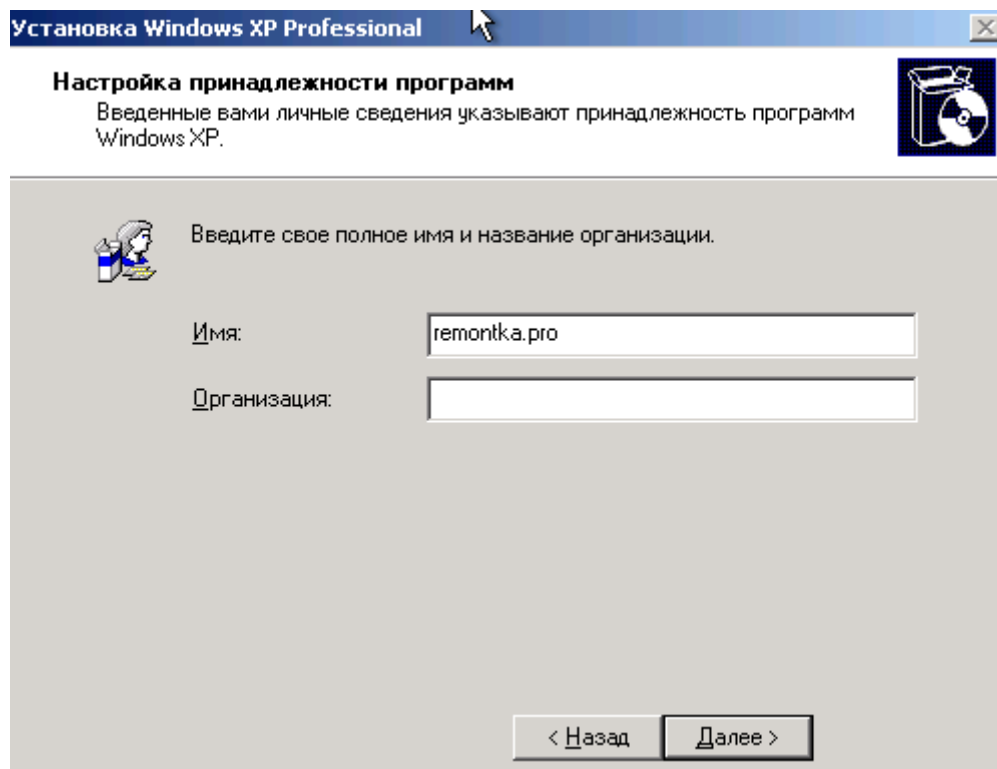 Установка Windows XP Professional
Настройка принадлежности программ
Введенные вами личные сведения указывают принадлежность программ
Windows XP.
Введите свое полное имя и название организации.
Имя: remontka.pro
Организация:
< Назад Далее >